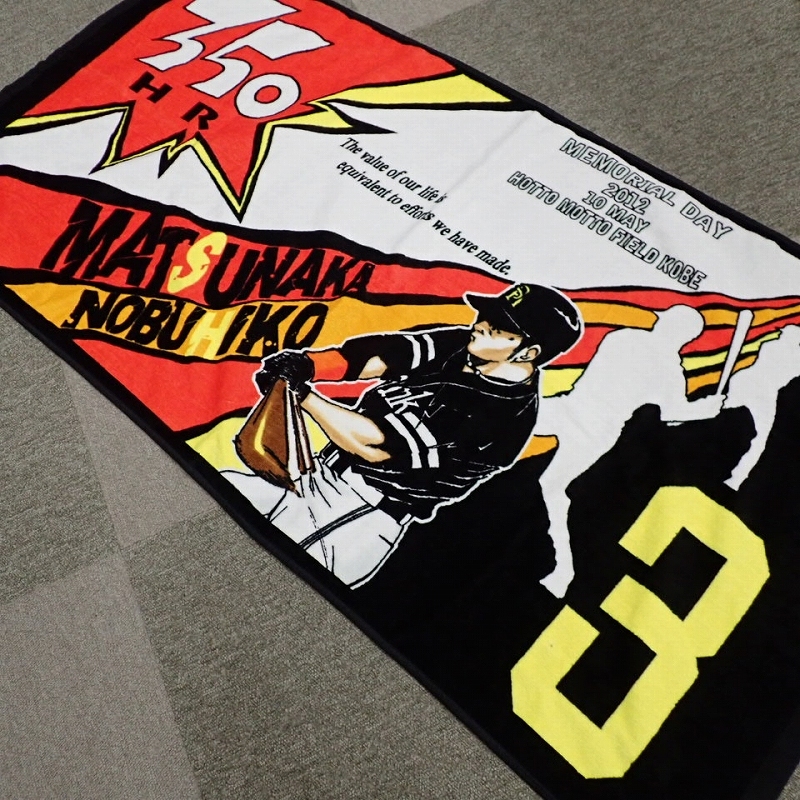 350
HR
The value of our life is
equivalent to efforts we have made.
MEMORIAL DAY
2012
10 MAY
HOTTO MOTTO FIELD KOBE
MATSUNAKA
NOBUHIKO
3